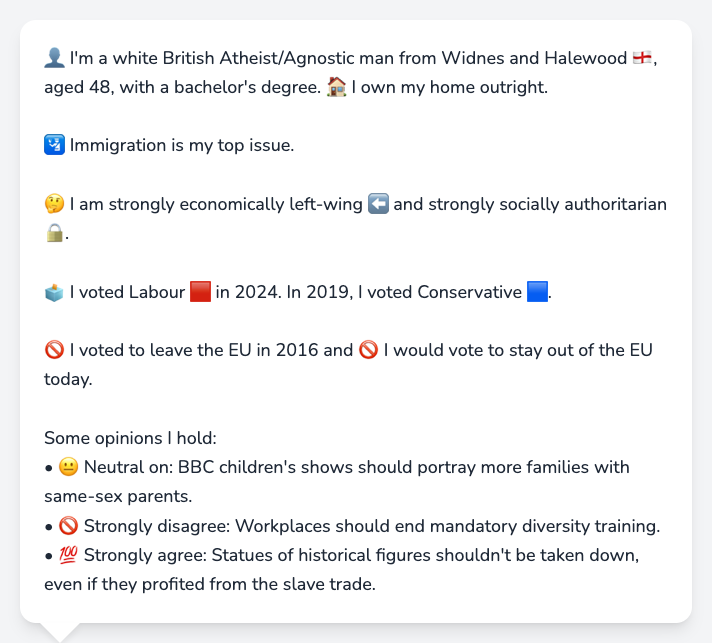 👤 I'm a white British Atheist/Agnostic man from Widnes and Halewood 🏴󠁧󠁢󠁥󠁮󠁧󠁿,
aged 48, with a bachelor's degree. 🏠 I own my home outright.
🛂 Immigration is my top issue.
🤔 I am strongly economically left-wing ⬅️ and strongly socially authoritarian
🔒.
🗳️ I voted Labour 🟥 in 2024. In 2019, I voted Conservative 🟦.
🚫 I voted to leave the EU in 2016 and 🚫 I would vote to stay out of the EU
today.
Some opinions I hold:
• 😐 Neutral on: BBC children's shows should portray more families with
same-sex parents.
• 🚫 Strongly disagree: Workplaces should end mandatory diversity training.
• 💯 Strongly agree: Statues of historical figures shouldn't be taken down,
even if they profited from the slave trade.